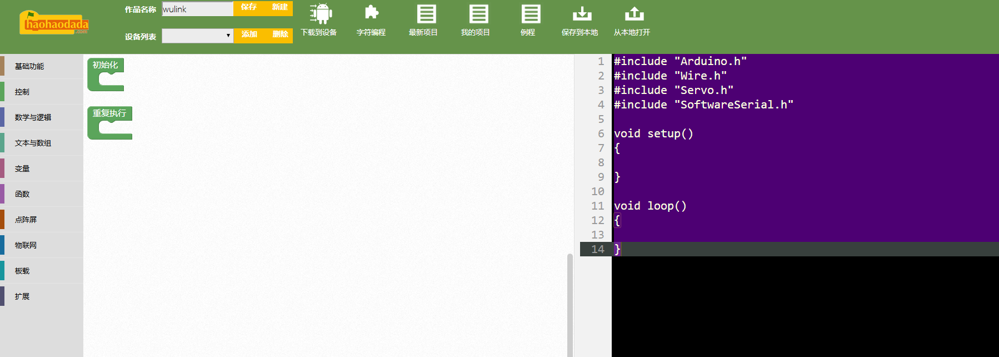 haohaodada
.com
作品名称 wulink 保存 新建
设备列表 添加 删除
下载到设备 字符编程 最新项目 我的项目 例程 保存到本地 从本地打开
基础功能
控制
数学与逻辑
文本与数组
变量
函数
点阵屏
物联网
板载
扩展
初始化
重复执行
1 #include "Arduino.h"
2 #include "Wire.h"
3 #include "Servo.h"
4 #include "SoftwareSerial.h"
5
6 void setup()
7 {
8
9 }
10
11 void loop()
12 {
13
14 }